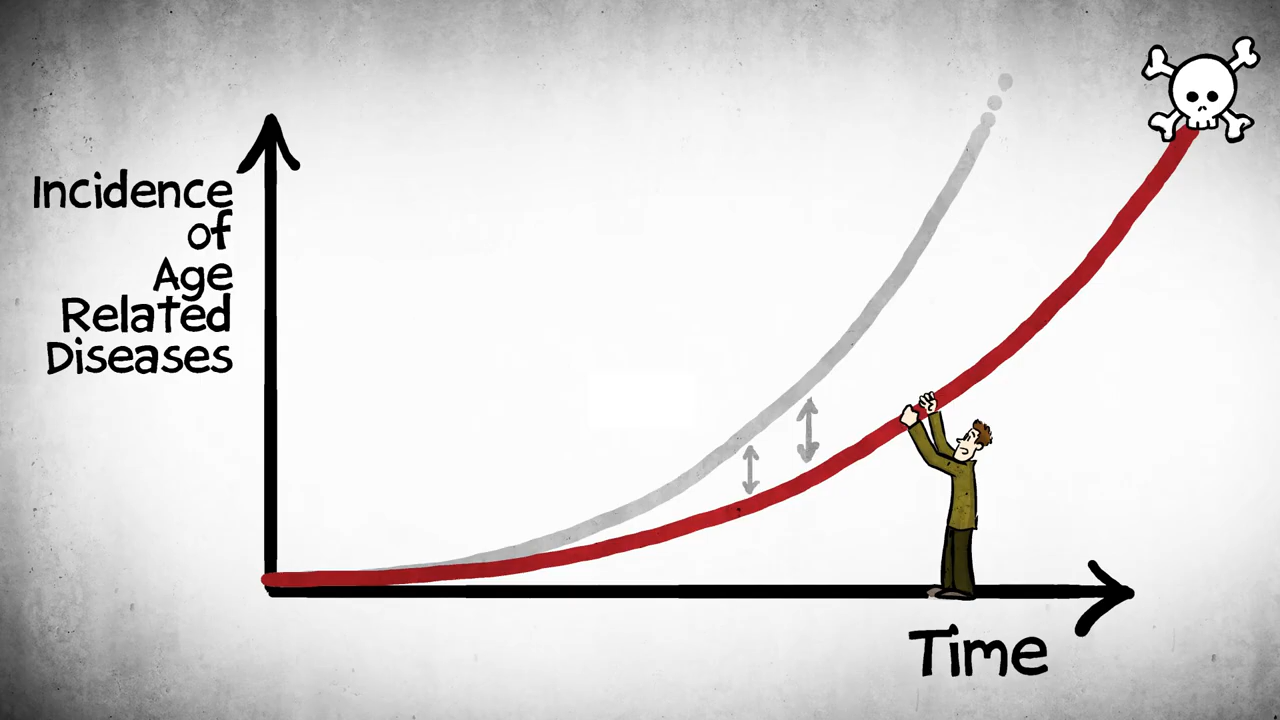 Incidence
of
Age
Related
Diseases
Time